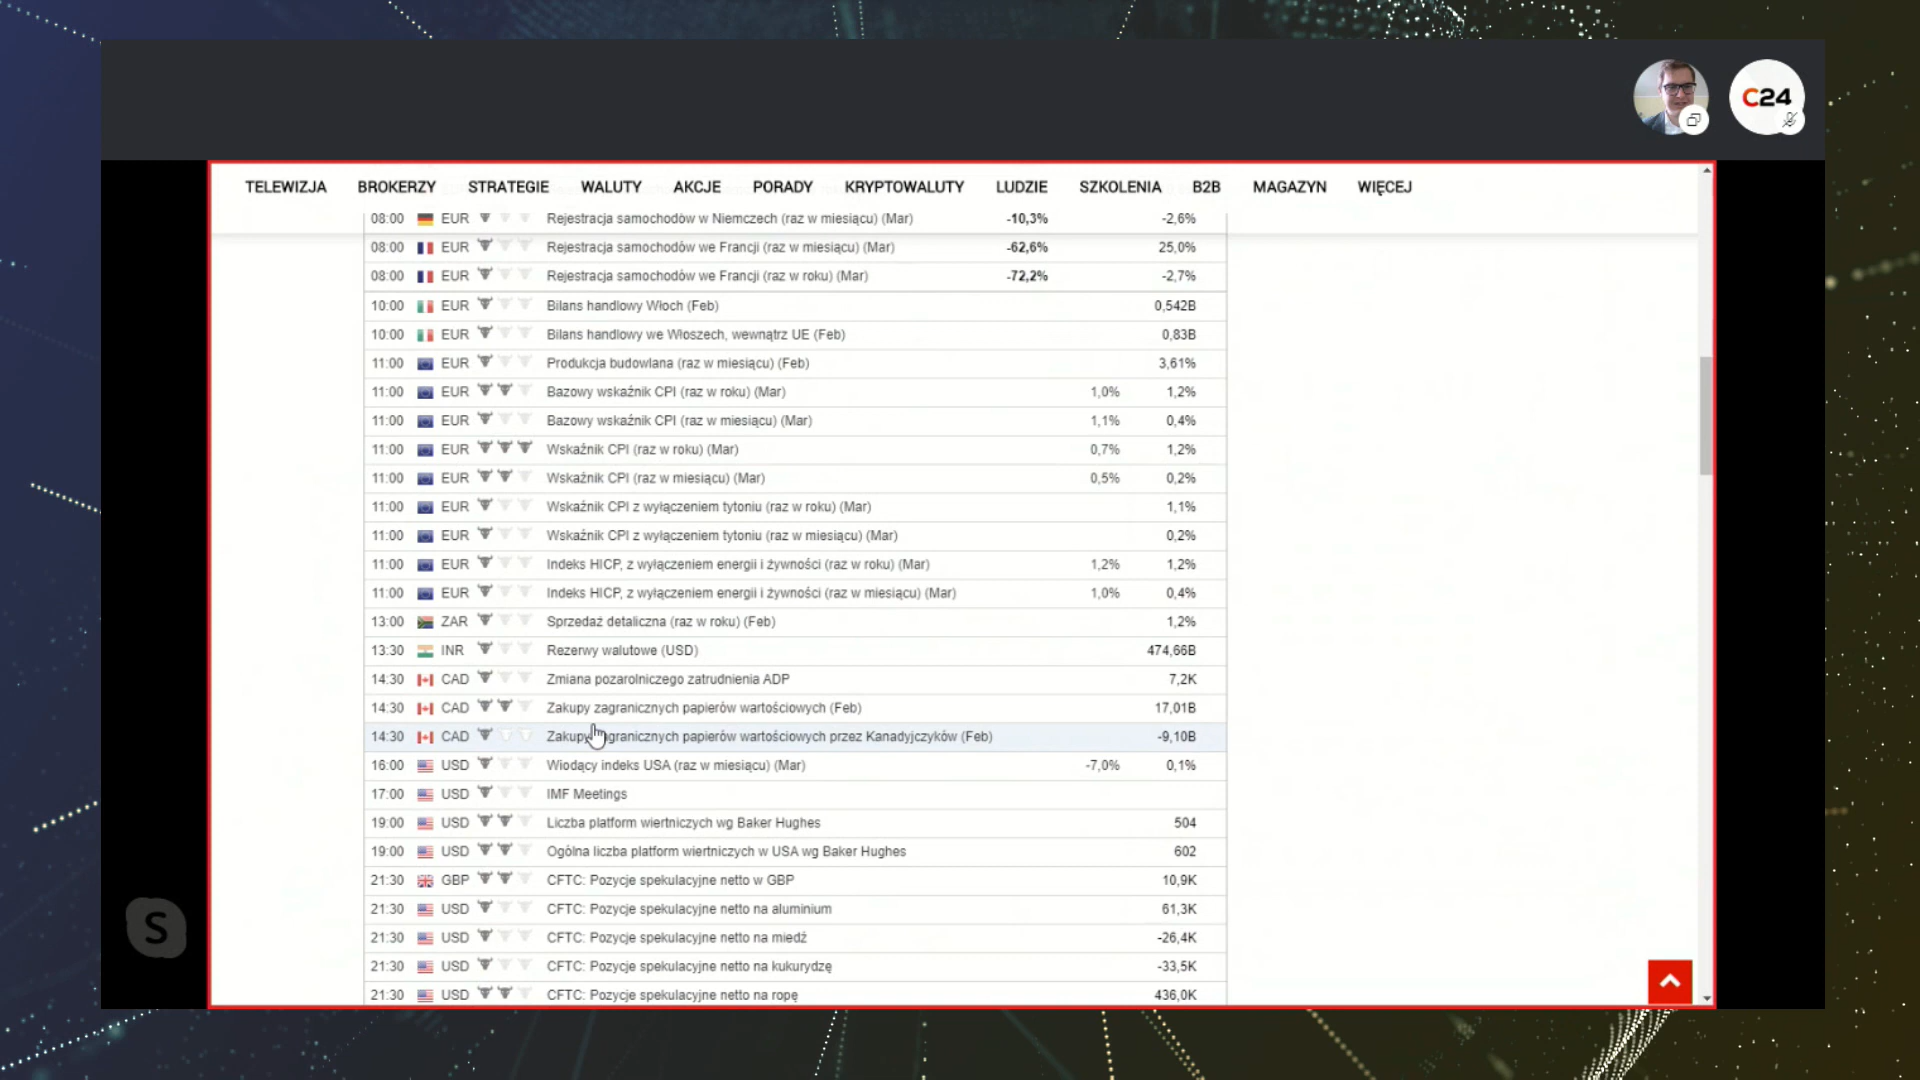 C24
TELEWIZJA BROKERZY STRATEGIE WALUTY AKCJE PORADY KRYPTOWALUTY LUDZIE SZKOLENIA B2B MAGAZYN WIĘCEJ
08:00 EUR Rejestracja samochodów w Niemczech (raz w miesiącu) (Mar) -10,3% -2,6%
08:00 EUR Rejestracja samochodów we Francji (raz w miesiącu) (Mar) -62,6% 25,0%
08:00 EUR Rejestracja samochodów we Francji (raz w roku) (Mar) -72,2% -2,7%
10:00 EUR Bilans handlowy Włoch (Feb) 0,542B
10:00 EUR Bilans handlowy we Włoszech, wewnątrz UE (Feb) 0,83B
11:00 EUR Produkcja budowlana (raz w miesiącu) (Feb) 3,61%
11:00 EUR Bazowy wskaźnik CPI (raz w roku) (Mar) 1,0% 1,2%
11:00 EUR Bazowy wskaźnik CPI (raz w miesiącu) (Mar) 1,1% 0,4%
11:00 EUR Wskaźnik CPI (raz w roku) (Mar) 0,7% 1,2%
11:00 EUR Wskaźnik CPI (raz w miesiącu) (Mar) 0,5% 0,2%
11:00 EUR Wskaźnik CPI z wyłączeniem tytoniu (raz w roku) (Mar) 1,1%
11:00 EUR Wskaźnik CPI z wyłączeniem tytoniu (raz w miesiącu) (Mar) 0,2%
11:00 EUR Indeks HICP, z wyłączeniem energii i żywności (raz w roku) (Mar) 1,2% 1,2%
11:00 EUR Indeks HICP, z wyłączeniem energii i żywności (raz w miesiącu) (Mar) 1,0% 0,4%
13:00 ZAR Sprzedaż detaliczna (raz w roku) (Feb) 1,2%
13:30 INR Rezerwy walutowe (USD) 474,66B
14:30 CAD Zmiana pozarolniczego zatrudnienia ADP 7,2K
14:30 CAD Zakupy zagranicznych papierów wartościowych (Feb) 17,01B
14:30 CAD Zakupy zagranicznych papierów wartościowych przez Kanadyjczyków (Feb) -9,10B
16:00 USD Wiodący indeks USA (raz w miesiącu) (Mar) -7,0% 0,1%
17:00 USD IMF Meetings
19:00 USD Liczba platform wiertniczych wg Baker Hughes 504
19:00 USD Ogólna liczba platform wiertniczych w USA wg Baker Hughes 602
21:30 GBP CFTC: Pozycje spekulacyjne netto w GBP 10,9K
21:30 USD CFTC: Pozycje spekulacyjne netto na aluminium 61,3K
21:30 USD CFTC: Pozycje spekulacyjne netto na miedź -26,4K
21:30 USD CFTC: Pozycje spekulacyjne netto na kukurydzę -33,5K
21:30 USD CFTC: Pozycje spekulacyjne netto na ropę 436,0K
S